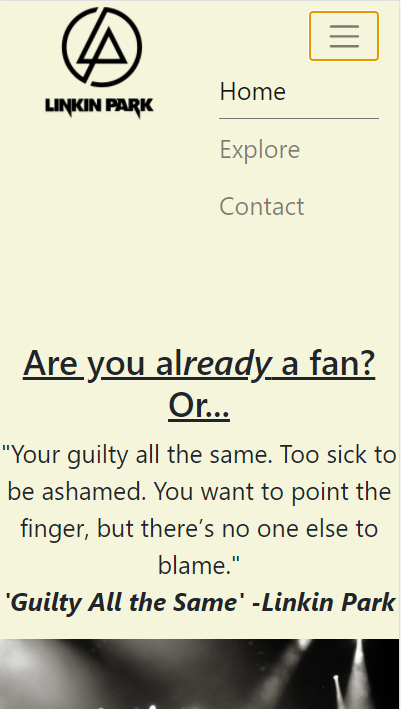 LINKIN PARK
Home
Explore
Contact
Are you already a fan?
Or...
"Your guilty all the same. Too sick to
be ashamed. You want to point the
finger, but there’s no one else to
blame."
'Guilty All the Same' -Linkin Park